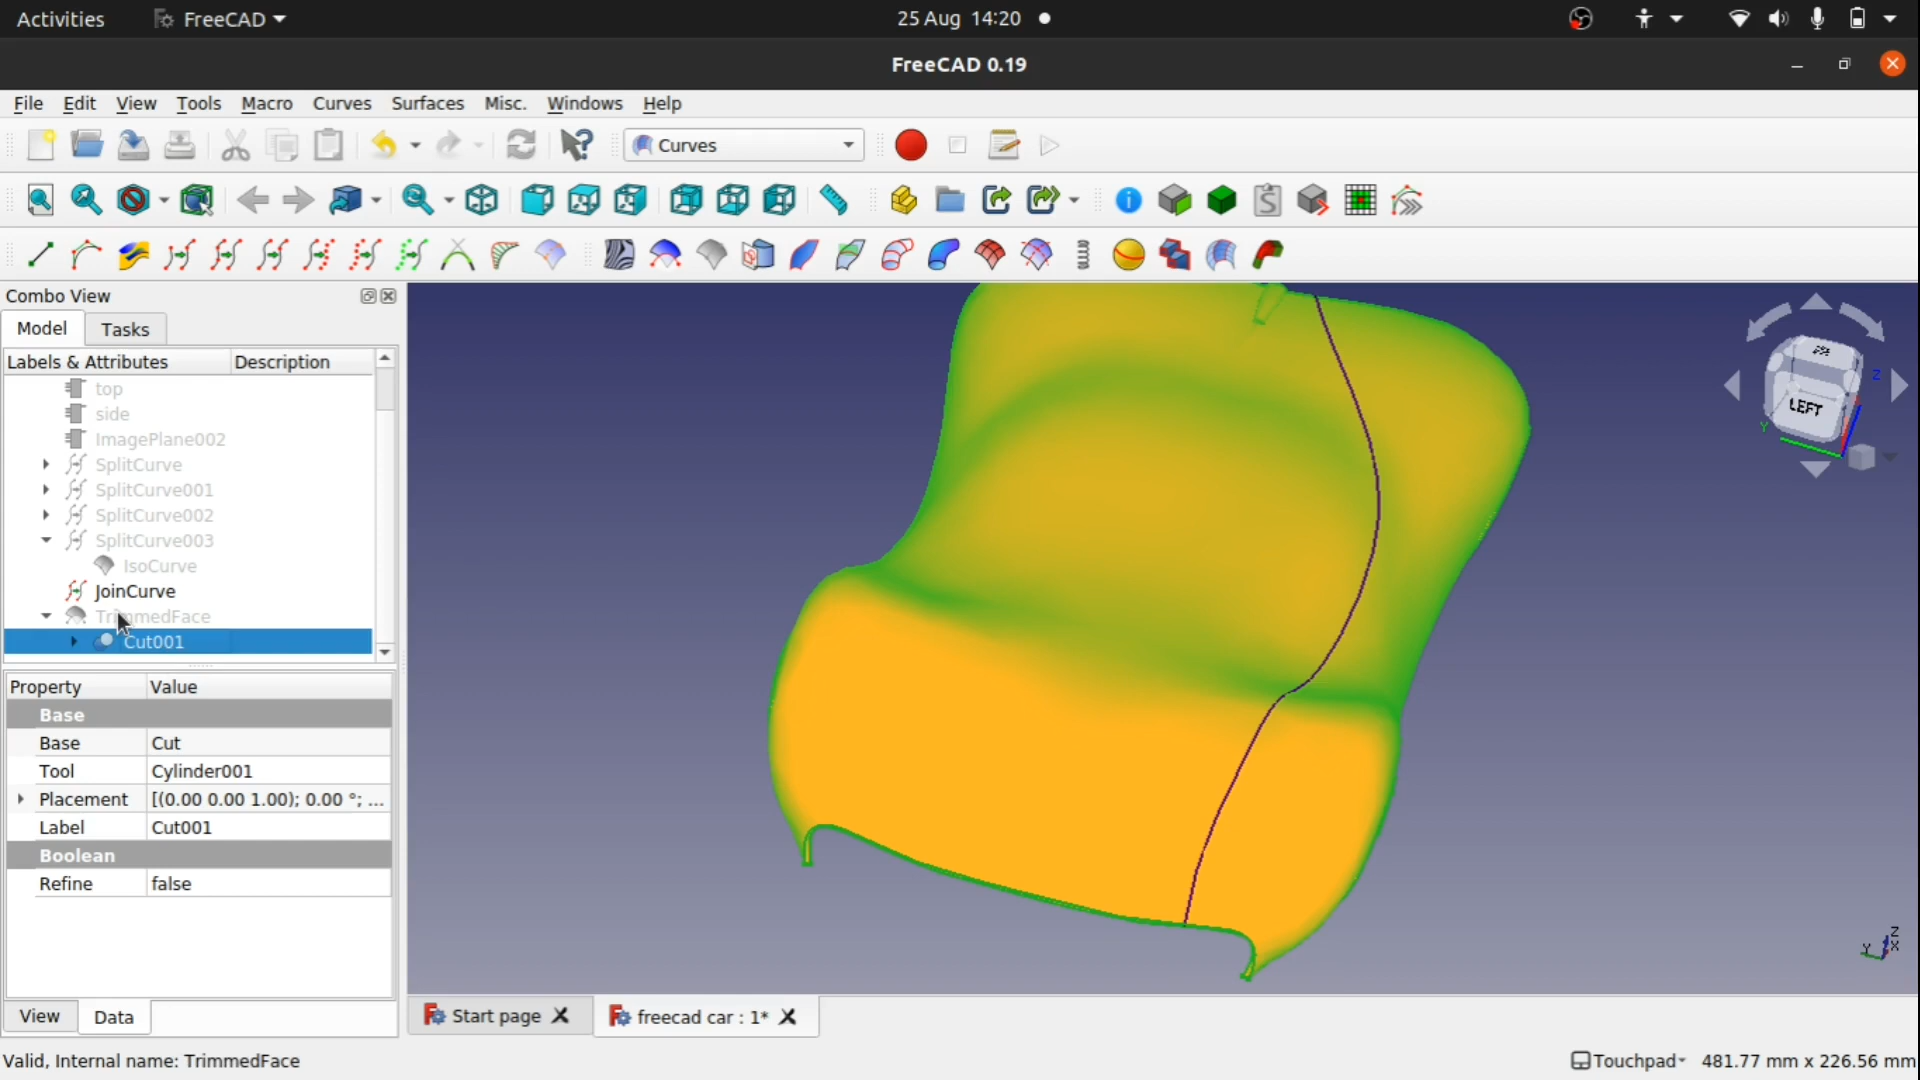 Activities FreeCAD 25 Aug 14:20
FreeCAD 0.19
File Edit View Tools Macro Curves Surfaces Misc. Windows Help
Curves
Combo View
Model Tasks
Labels & Attributes Description
top
side
ImagePlane002
SplitCurve
SplitCurve001
SplitCurve002
SplitCurve003
IsoCurve
JoinCurve
TrimmedFace
Cut001
Property Value
Base
Base Cut
Tool Cylinder001
Placement [(0.00 0.00 1.00); 0.00 °; ...
Label Cut001
Boolean
Refine false
View Data
LEFT
Z
Y
Z
Y X
Start page freecad car : 1*
Valid, Internal name: TrimmedFace Touchpad 481.77 mm x 226.56 mm